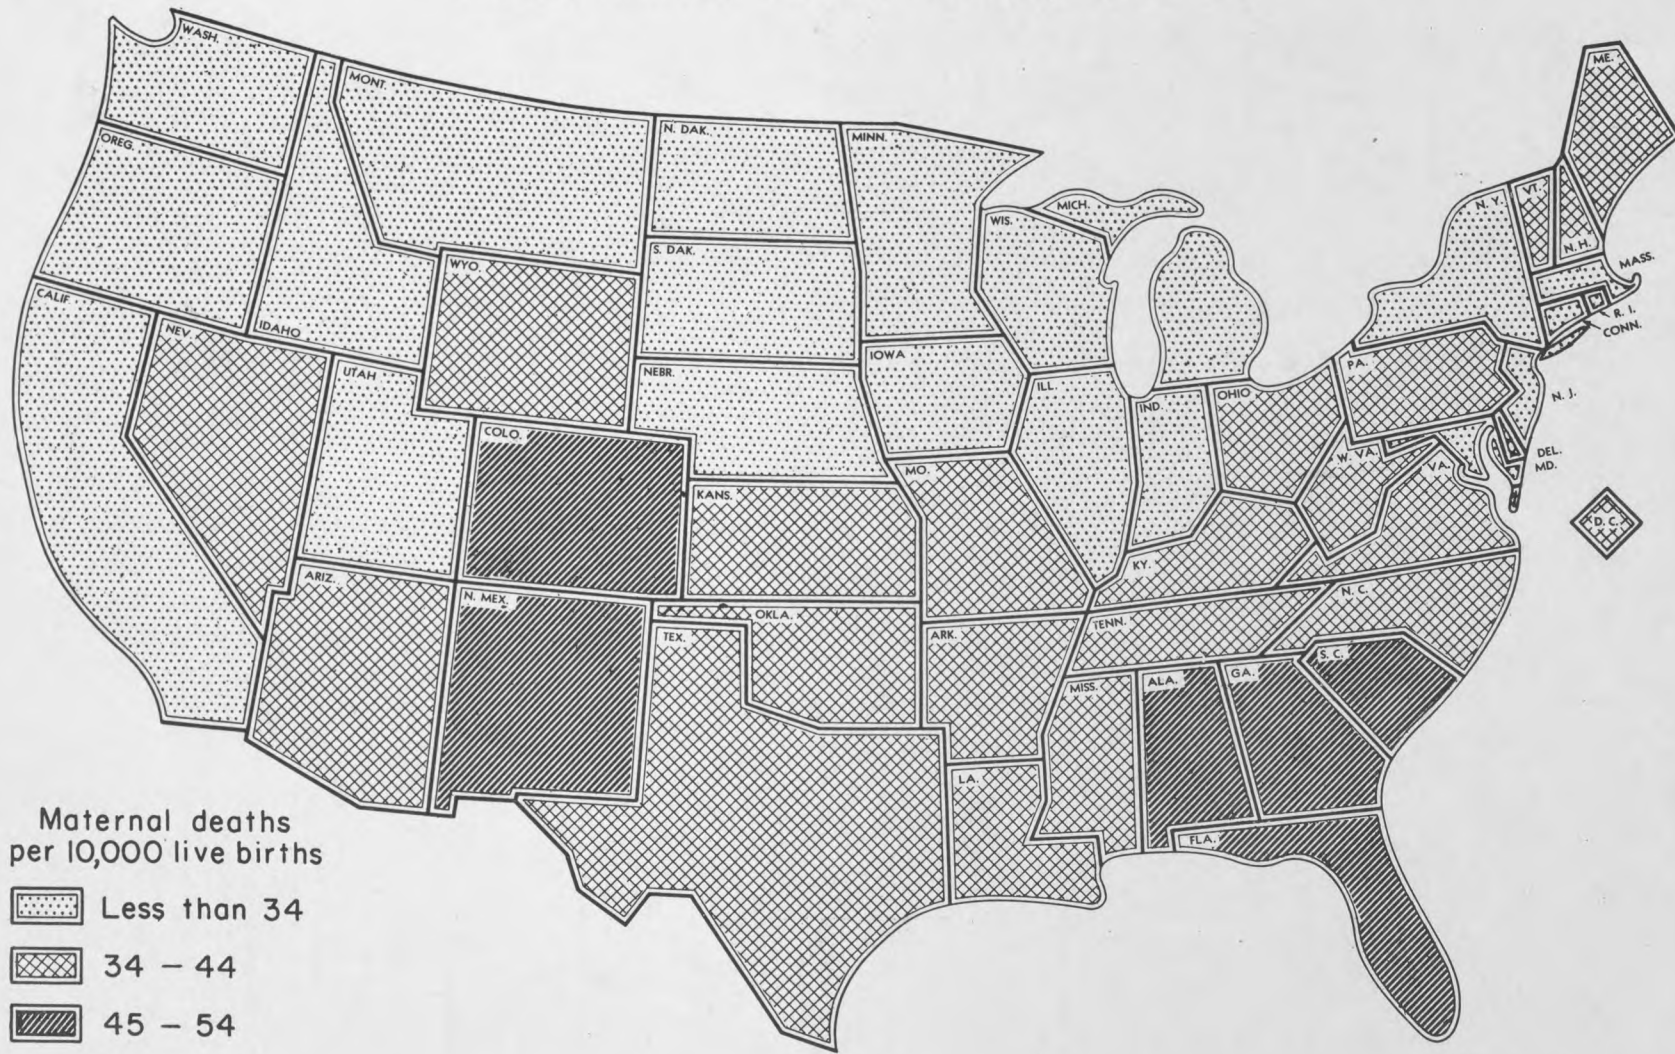 WASH.
MONT.
N. DAK.
MINN.
ME.
OREG.
MICH.
VT.
N. Y.
WIS.
N. H.
S. DAK.
WYO.
MASS.
CALIF.
IDAHO
NEV.
R. I.
CONN.
IOWA
UTAH
NEBR.
ILL.
PA.
OHIO
IND.
N. J.
COLO.
DEL.
MD.
W. VA.
VA.
MO.
KANS.
D. C.
KY.
ARIZ.
N. MEX.
OKLA.
N. C.
TENN.
TEX.
ARK.
S. C.
MISS.
ALA.
GA.
LA.
FLA.
Maternal deaths
per 10,000 live births
Less than 34
34 – 44
45 – 54